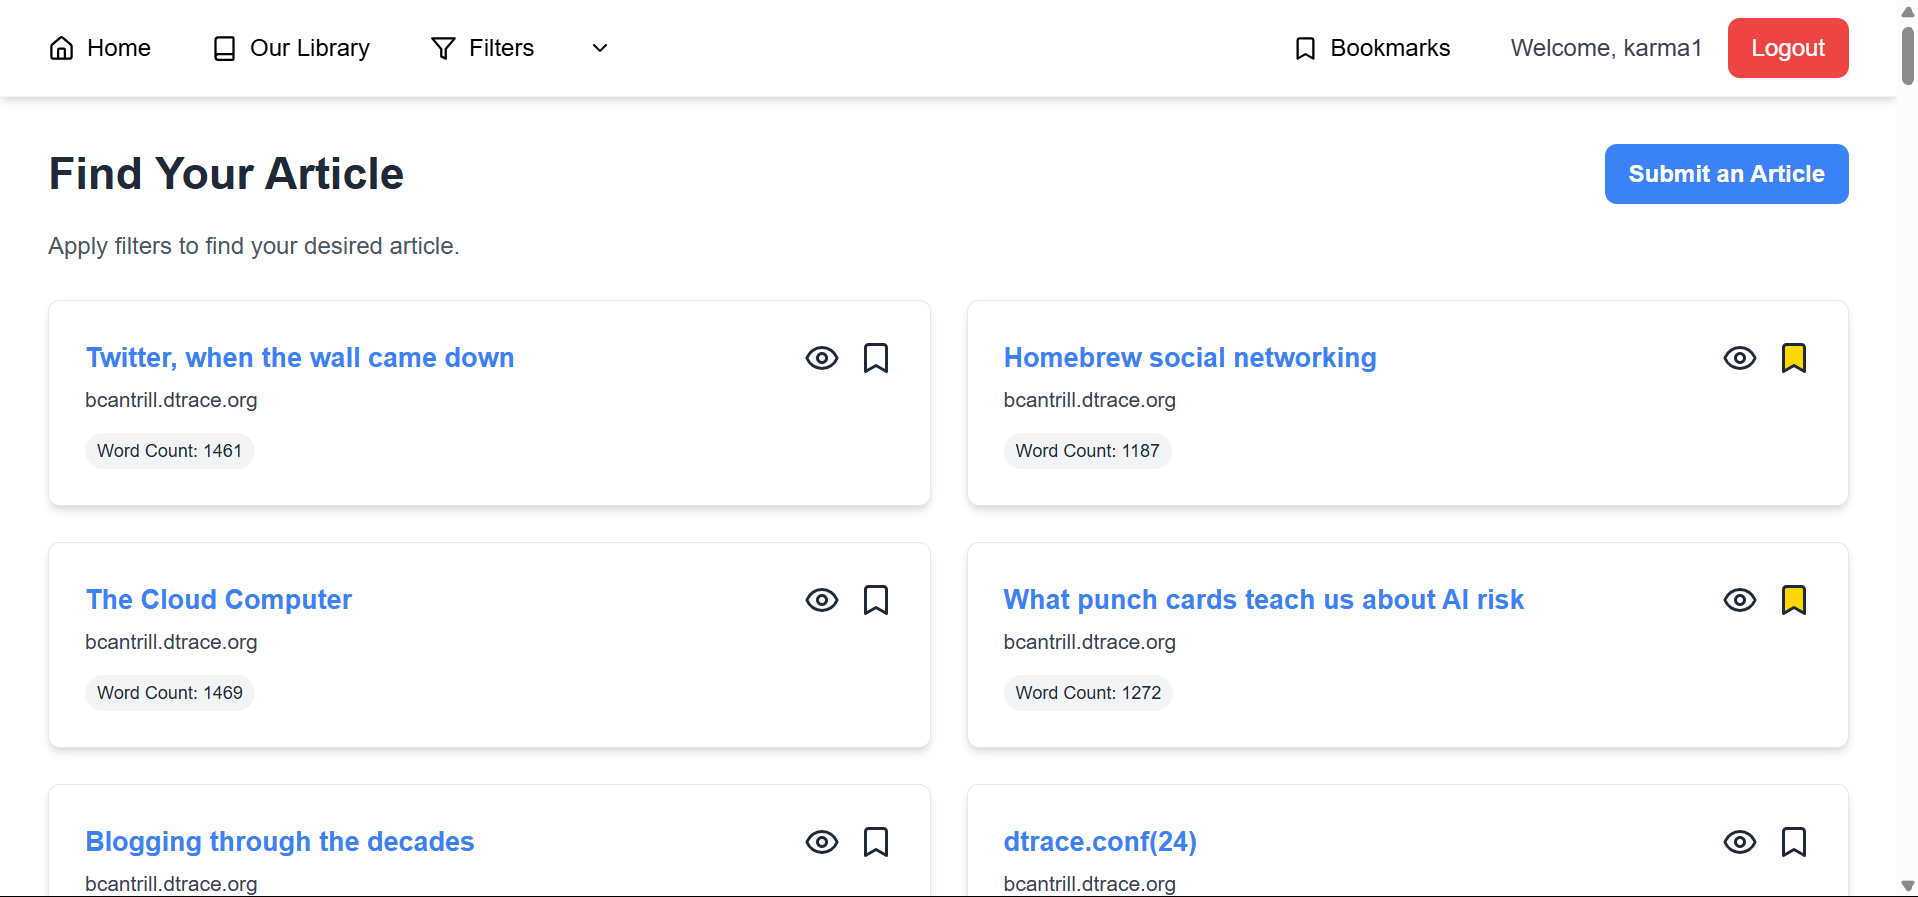 Home Our Library Filters Bookmarks Welcome, karma1 Logout
Find Your Article
Submit an Article
Apply filters to find your desired article.
Twitter, when the wall came down
bcantrill.dtrace.org
Word Count: 1461
Homebrew social networking
bcantrill.dtrace.org
Word Count: 1187
The Cloud Computer
bcantrill.dtrace.org
Word Count: 1469
What punch cards teach us about AI risk
bcantrill.dtrace.org
Word Count: 1272
Blogging through the decades
bcantrill.dtrace.org
dtrace.conf(24)
bcantrill.dtrace.org